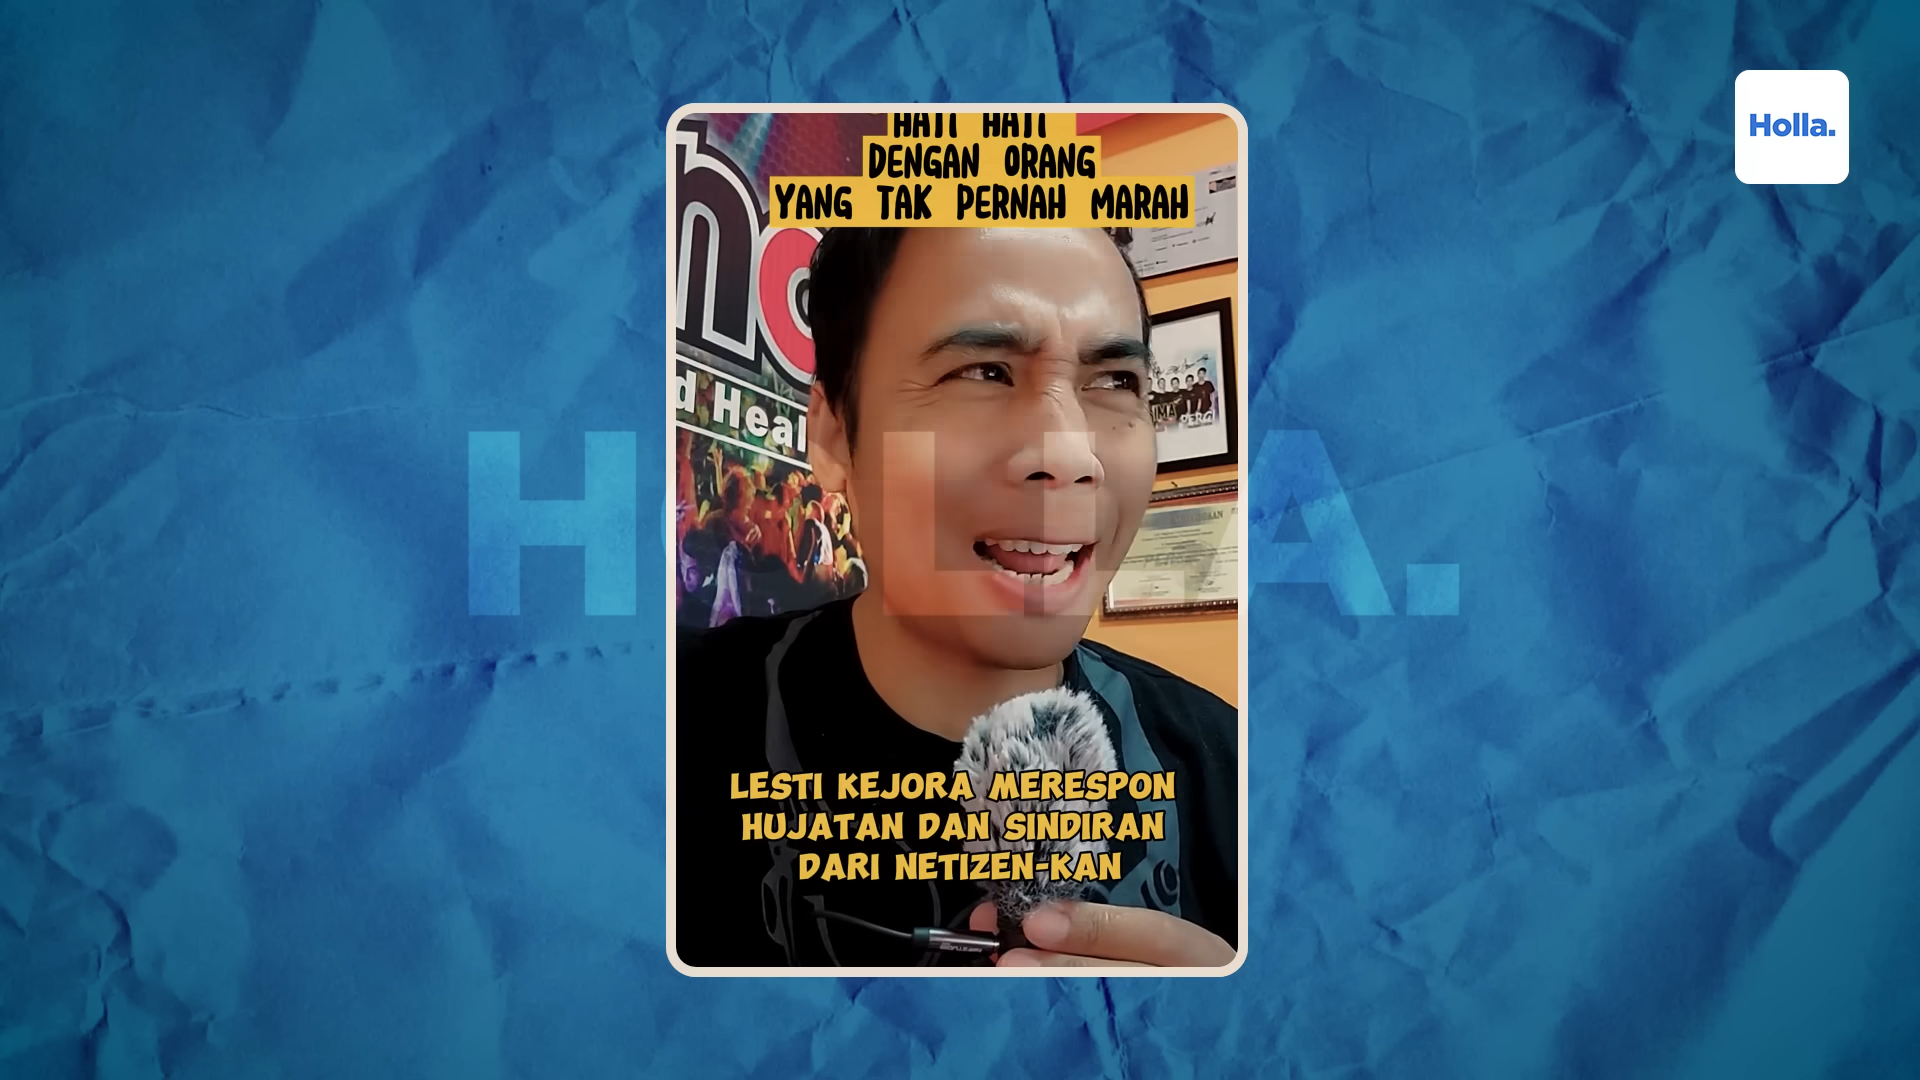 Holla.
HATI HATI
DENGAN ORANG
YANG TAK PERNAH MARAH
d Heal
HOLLA.
LESTI KEJORA MERESPON
HUJATAN DAN SINDIRAN
DARI NETIZEN-KAN